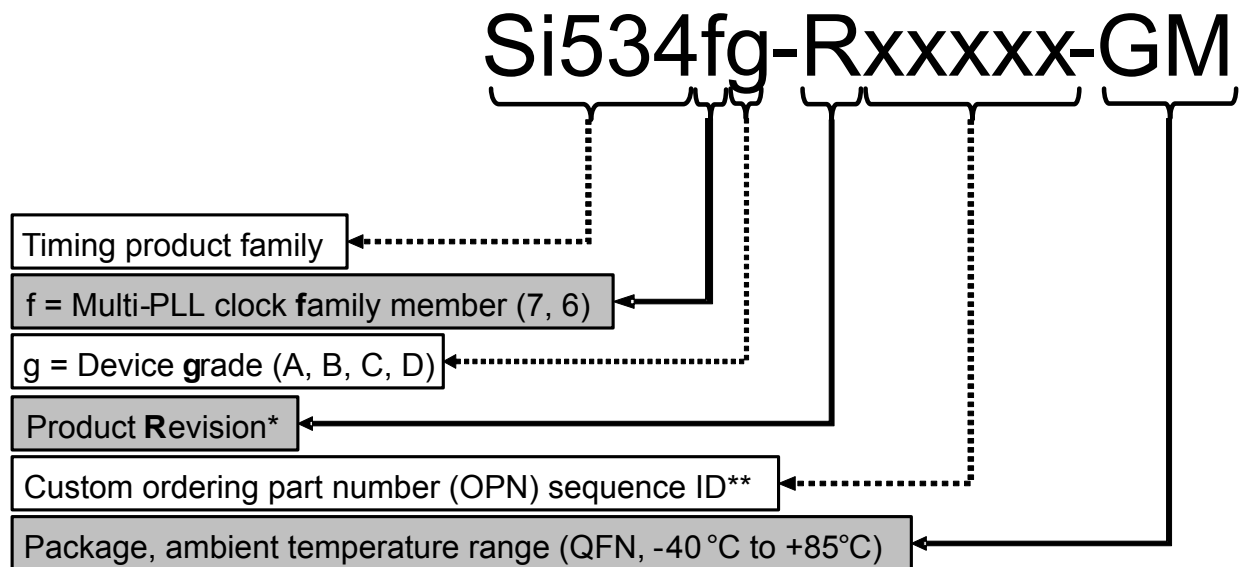 Si534fg-Rxxxxx-GM
Timing product family
f = Multi-PLL clock family member (7, 6)
g = Device grade (A, B, C, D)
Product Revision*
Custom ordering part number (OPN) sequence ID**
Package, ambient temperature range (QFN, -40 °C to +85°C)